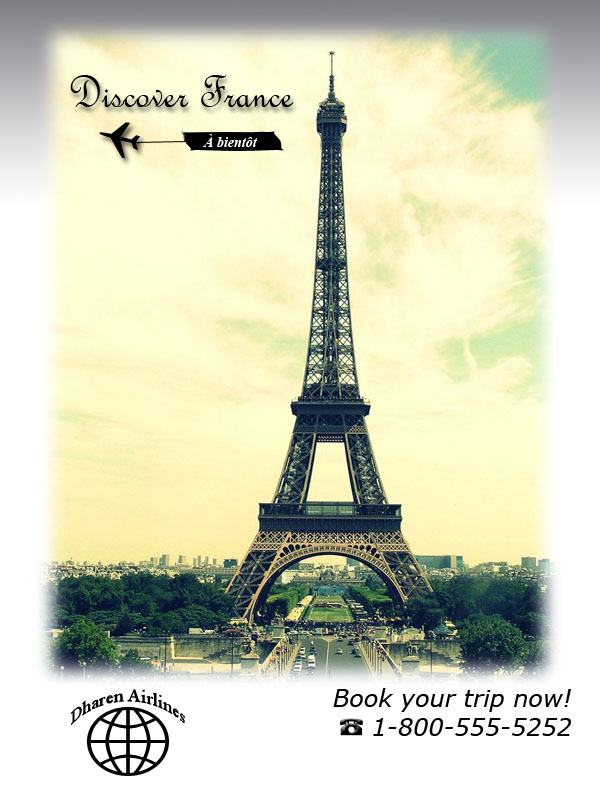 Discover France
À bientôt
Dharen Airlines
Book your trip now!
☎ 1-800-555-5252